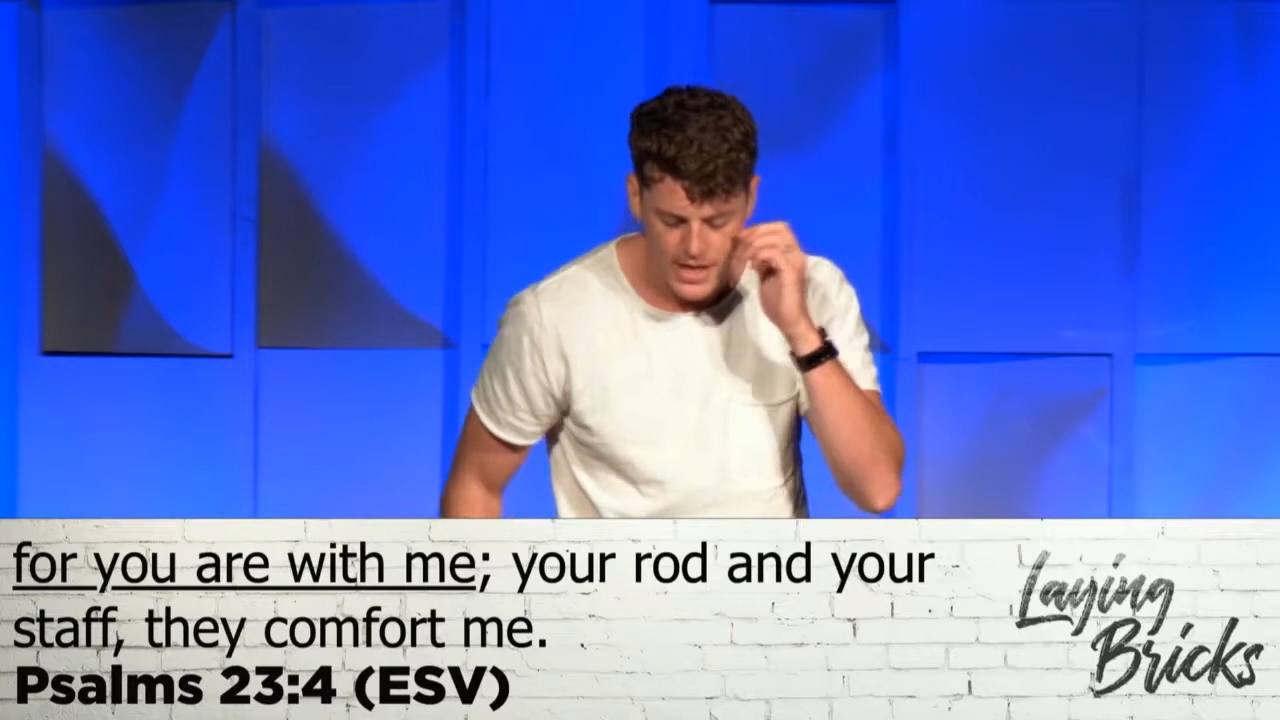 for you are with me; your rod and your
staff, they comfort me.
Psalms 23:4 (ESV)
Laying
Bricks